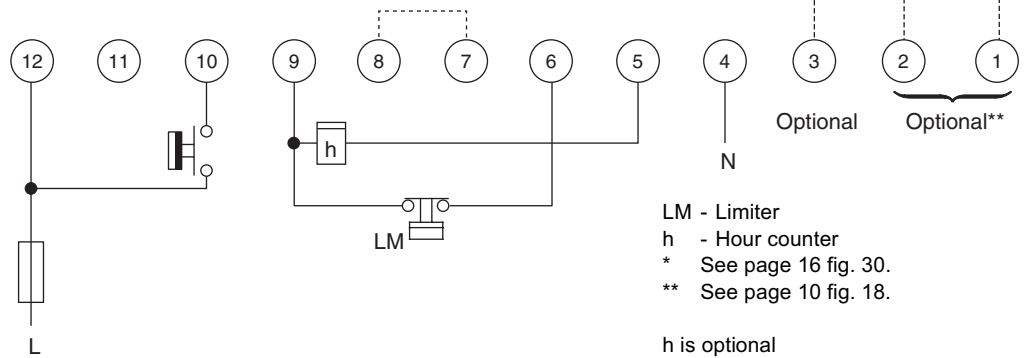 12 11 10 9 8 7 6 5 4 3 2 1
Optional Optional**
h
N
LM
LM - Limiter
h - Hour counter
* See page 16 fig. 30.
** See page 10 fig. 18.
h is optional
L